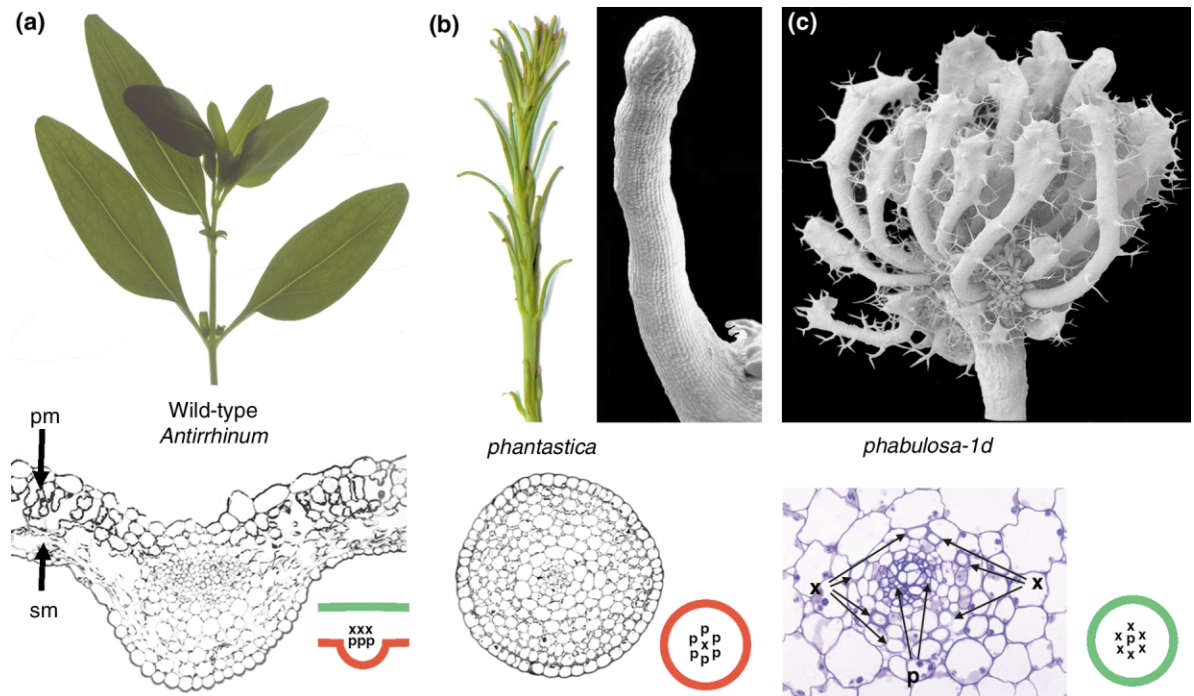 (a)
(b)
(c)
Wild-type
Antirrhinum
phantastica
phabulosa-1d
pm
sm
xxx
ppp
p
p p
x
p p
p
x
x
p
x
x x
p
x x
x